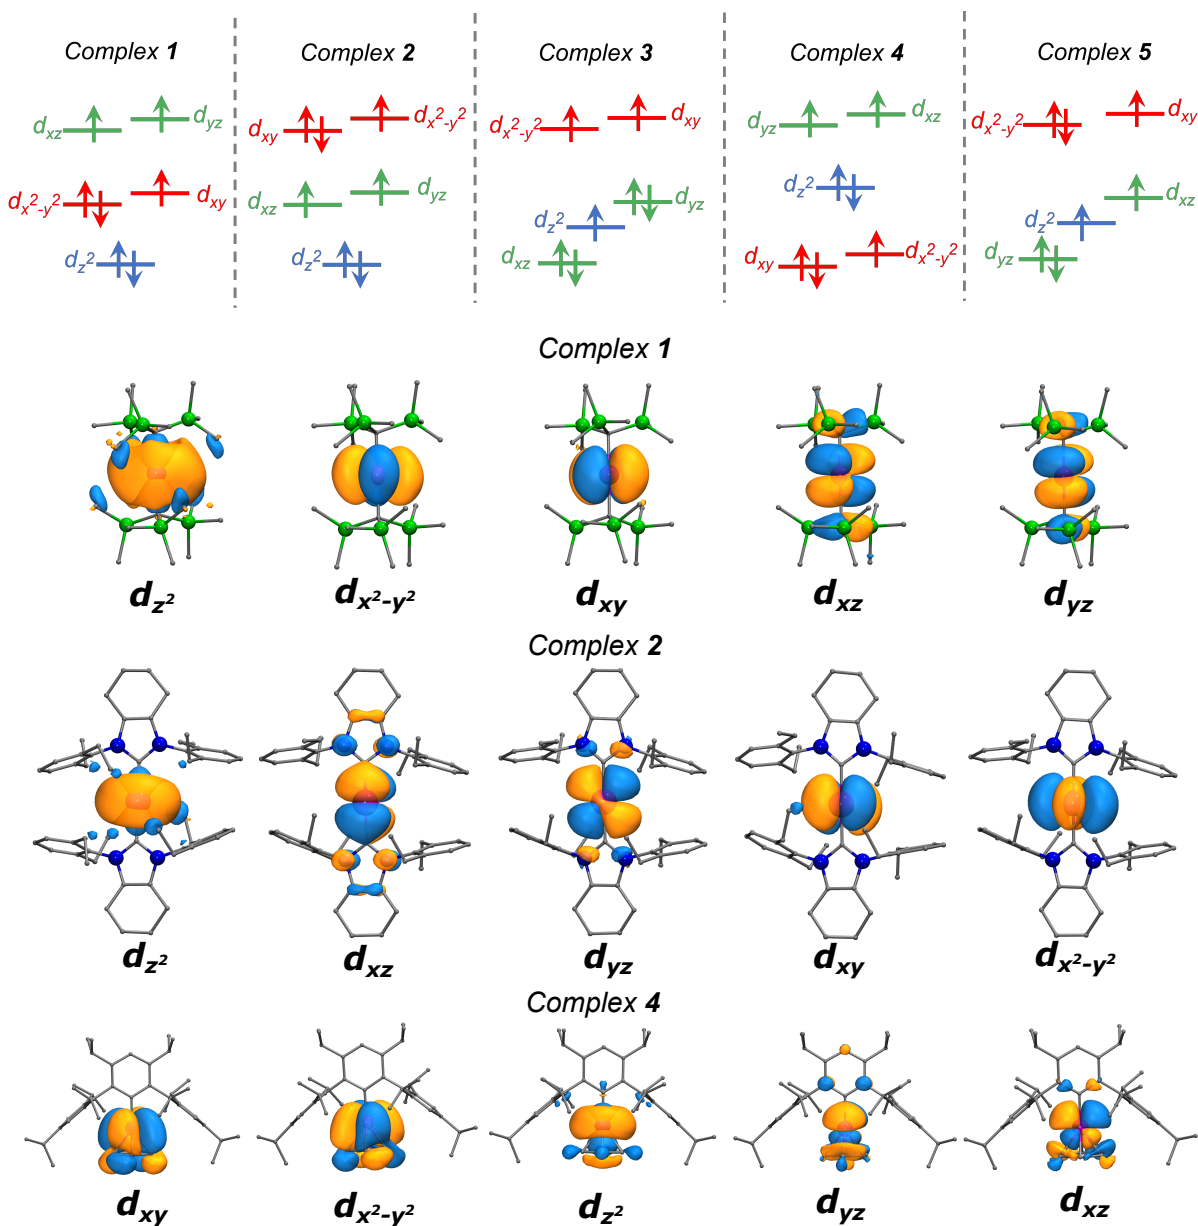 Complex 1 Complex 2 Complex 3 Complex 4 Complex 5
dxz dyz dxy dx²-y² dx²-y² dxy dyz dxz dx²-y² dxy
dx²-y² dxy dxz dyz dz² dyz dz² dz² dxz
dz² dz² dxz dxy dx²-y² dyz
Complex 1
dz² dx²-y² dxy dxz dyz
Complex 2
dz² dxz dyz dxy dx²-y²
Complex 4
dxy dx²-y² dz² dyz dxz